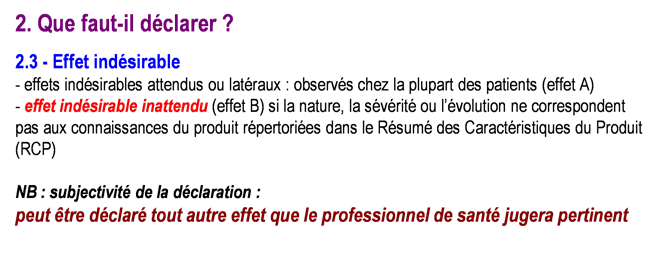 2. Que faut-il déclarer ?
2.3 - Effet indésirable
- effets indésirables attendus ou latéraux : observés chez la plupart des patients (effet A)
- effet indésirable inattendu (effet B) si la nature, la sévérité ou l’évolution ne correspondent
pas aux connaissances du produit répertoriées dans le Résumé des Caractéristiques du Produit
(RCP)
NB : subjectivité de la déclaration :
peut être déclaré tout autre effet que le professionnel de santé jugera pertinent